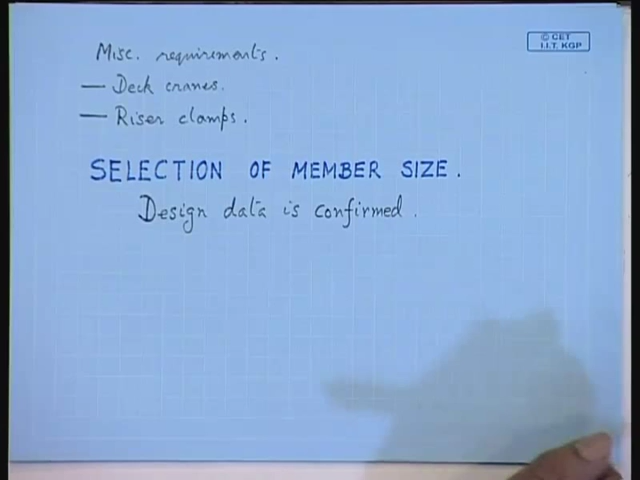 Misc. requirements.
© CET
I.I.T. KGP
— Deck cranes.
— Riser clamps.
SELECTION OF MEMBER SIZE.
Design data is confirmed.